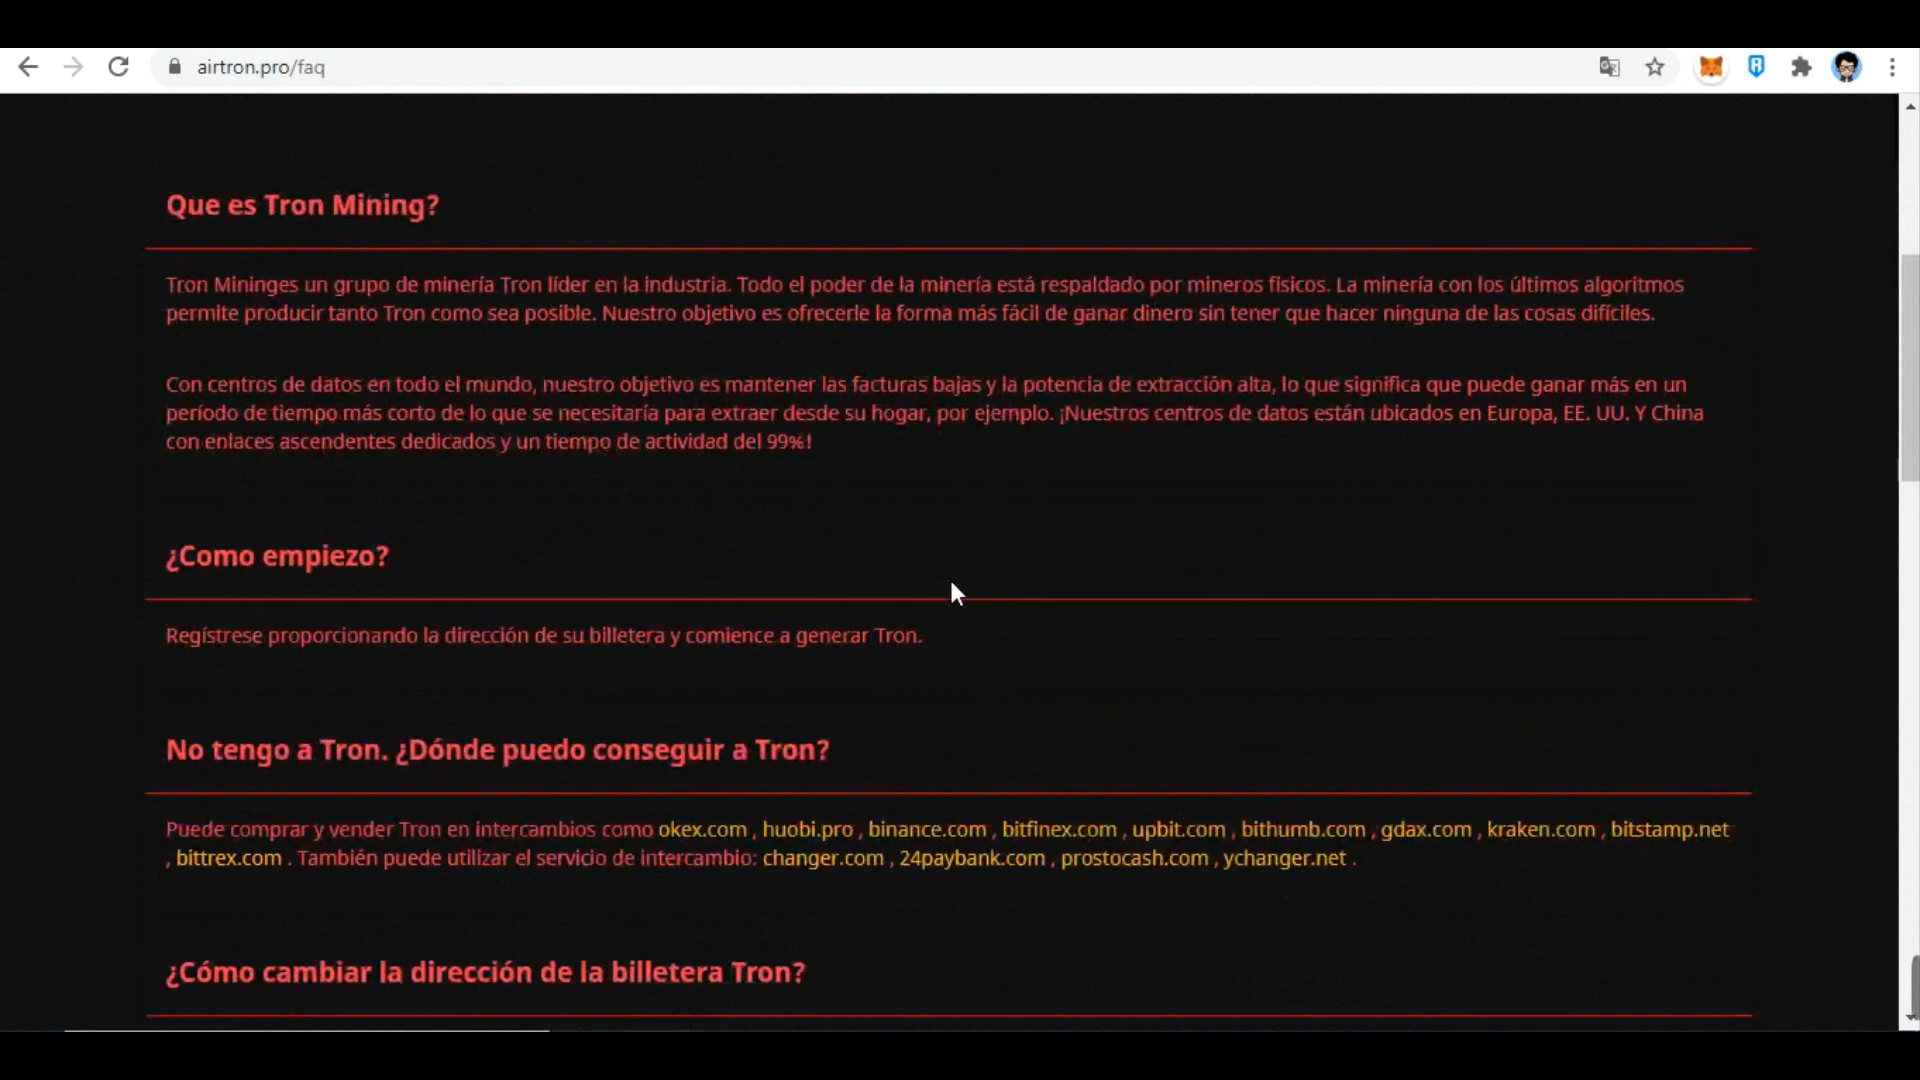 airtron.pro/faq
Que es Tron Mining?
Tron Mininges un grupo de minería Tron líder en la industria. Todo el poder de la minería está respaldado por mineros físicos. La minería con los últimos algoritmos
permite producir tanto Tron como sea posible. Nuestro objetivo es ofrecerle la forma más fácil de ganar dinero sin tener que hacer ninguna de las cosas difíciles.
Con centros de datos en todo el mundo, nuestro objetivo es mantener las facturas bajas y la potencia de extracción alta, lo que significa que puede ganar más en un
período de tiempo más corto de lo que se necesitaría para extraer desde su hogar, por ejemplo. ¡Nuestros centros de datos están ubicados en Europa, EE. UU. Y China
con enlaces ascendentes dedicados y un tiempo de actividad del 99%!
¿Como empiezo?
Regístrese proporcionando la dirección de su billetera y comience a generar Tron.
No tengo a Tron. ¿Dónde puedo conseguir a Tron?
Puede comprar y vender Tron en intercambios como okex.com , huobi.pro , binance.com , bitfinex.com , upbit.com , bithumb.com , gdax.com , kraken.com , bitstamp.net
, bittrex.com . También puede utilizar el servicio de intercambio: changer.com , 24paybank.com , prostocash.com , ychanger.net .
¿Cómo cambiar la dirección de la billetera Tron?